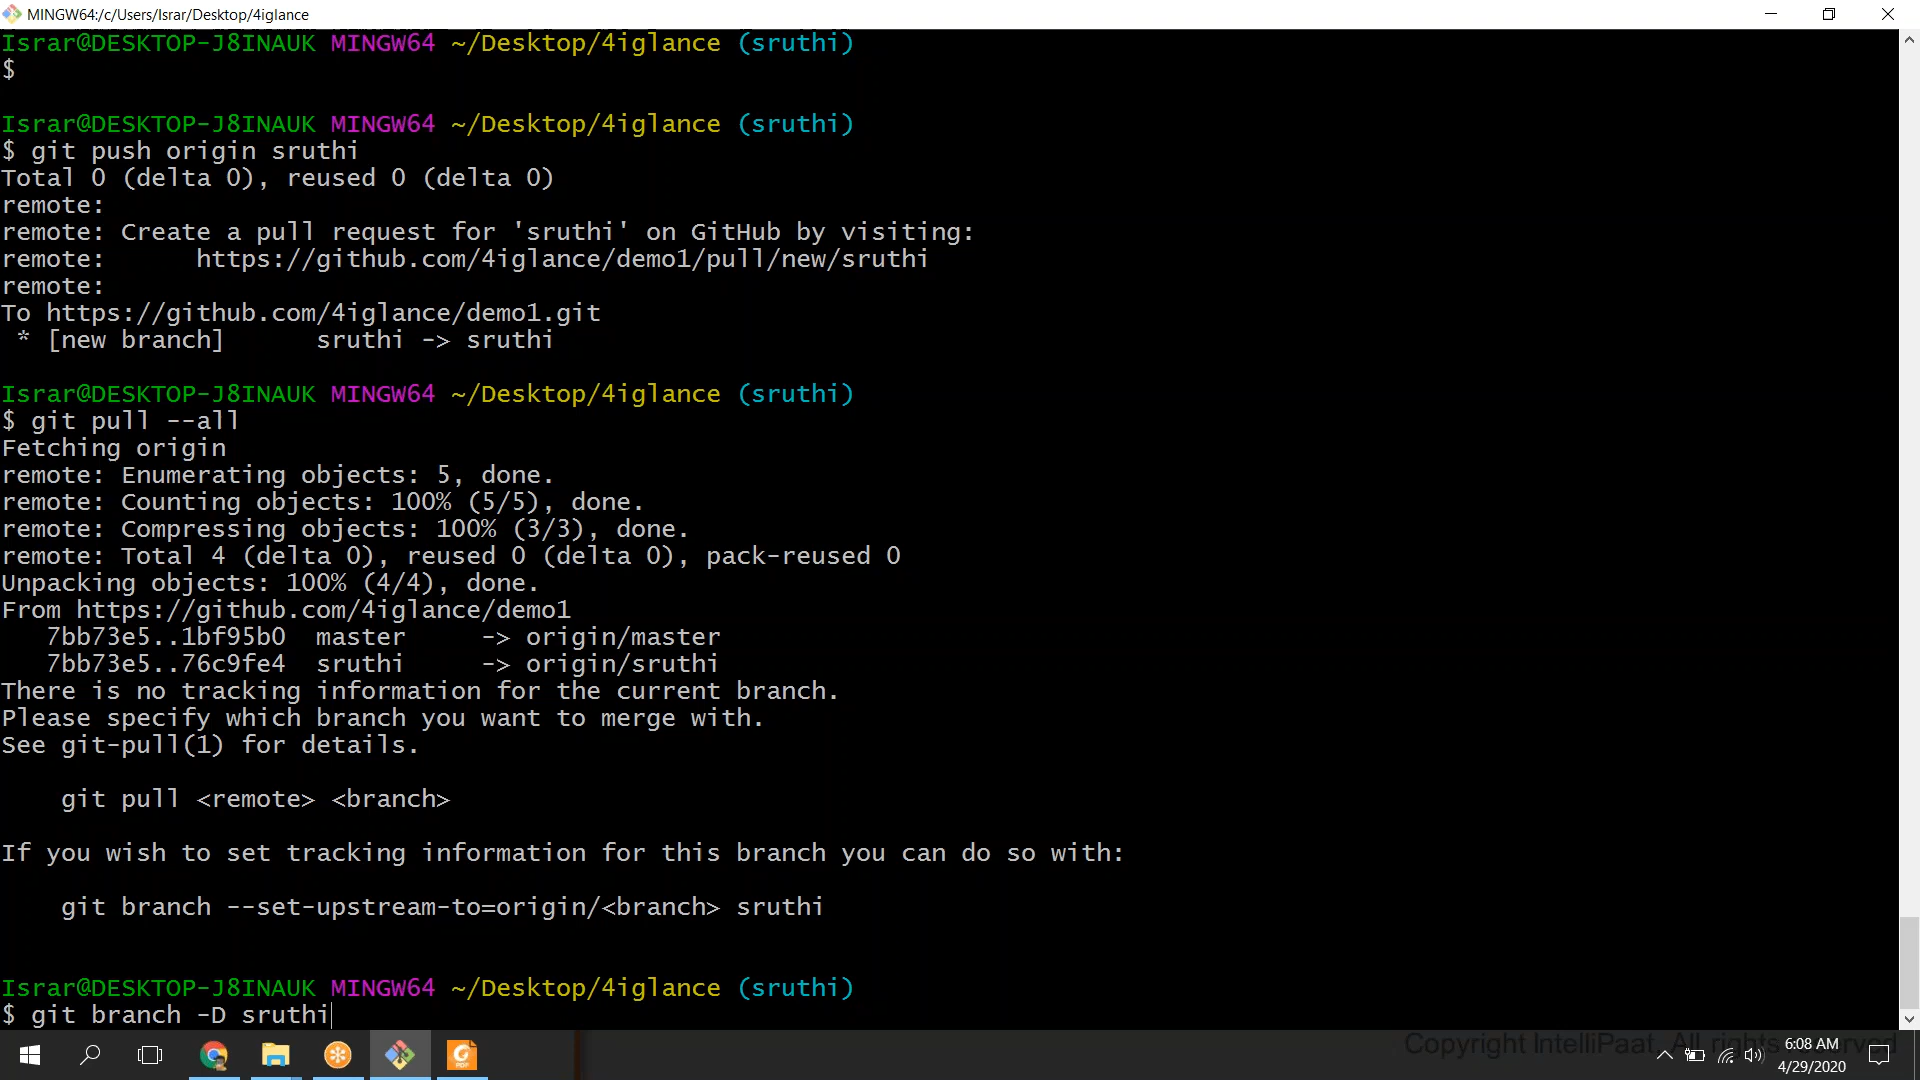 MINGW64:/c/Users/Israr/Desktop/4iglance
Israr@DESKTOP-J8INAUK MINGW64 ~/Desktop/4iglance (sruthi)
$
Israr@DESKTOP-J8INAUK MINGW64 ~/Desktop/4iglance (sruthi)
$ git push origin sruthi
Total 0 (delta 0), reused 0 (delta 0)
remote:
remote: Create a pull request for 'sruthi' on GitHub by visiting:
remote:      https://github.com/4iglance/demo1/pull/new/sruthi
remote:
To https://github.com/4iglance/demo1.git
 * [new branch]      sruthi -> sruthi
Israr@DESKTOP-J8INAUK MINGW64 ~/Desktop/4iglance (sruthi)
$ git pull --all
Fetching origin
remote: Enumerating objects: 5, done.
remote: Counting objects: 100% (5/5), done.
remote: Compressing objects: 100% (3/3), done.
remote: Total 4 (delta 0), reused 0 (delta 0), pack-reused 0
Unpacking objects: 100% (4/4), done.
From https://github.com/4iglance/demo1
   7bb73e5..1bf95b0  master     -> origin/master
   7bb73e5..76c9fe4  sruthi     -> origin/sruthi
There is no tracking information for the current branch.
Please specify which branch you want to merge with.
See git-pull(1) for details.
    git pull <remote> <branch>
If you wish to set tracking information for this branch you can do so with:
    git branch --set-upstream-to=origin/<branch> sruthi
Israr@DESKTOP-J8INAUK MINGW64 ~/Desktop/4iglance (sruthi)
$ git branch -D sruthi
Copyright IntelliPaat, All rights reserved
6:08 AM
4/29/2020
PDF